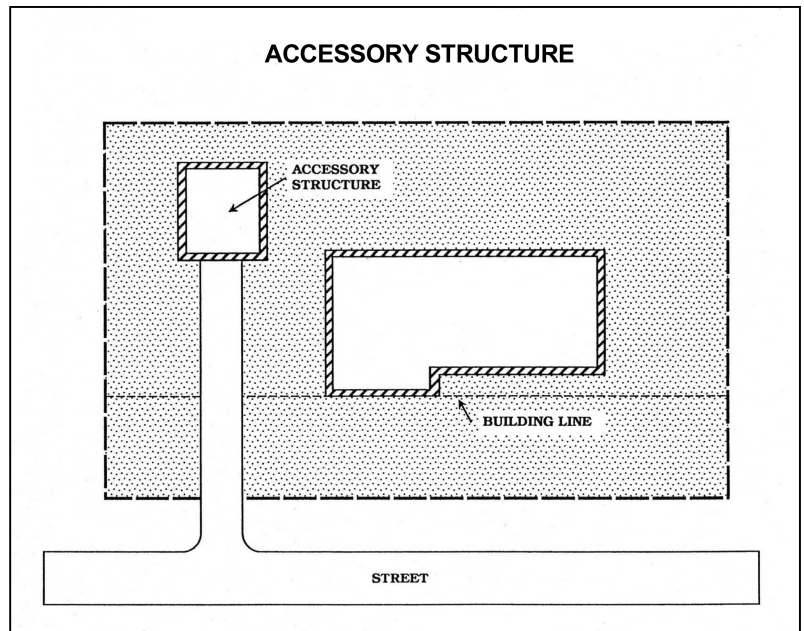 ACCESSORY STRUCTURE
ACCESSORY
STRUCTURE
BUILDING LINE
STREET